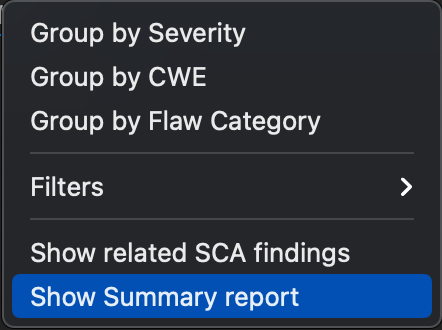 Group by Severity
Group by CWE
Group by Flaw Category
Filters
Show related SCA findings
Show Summary report